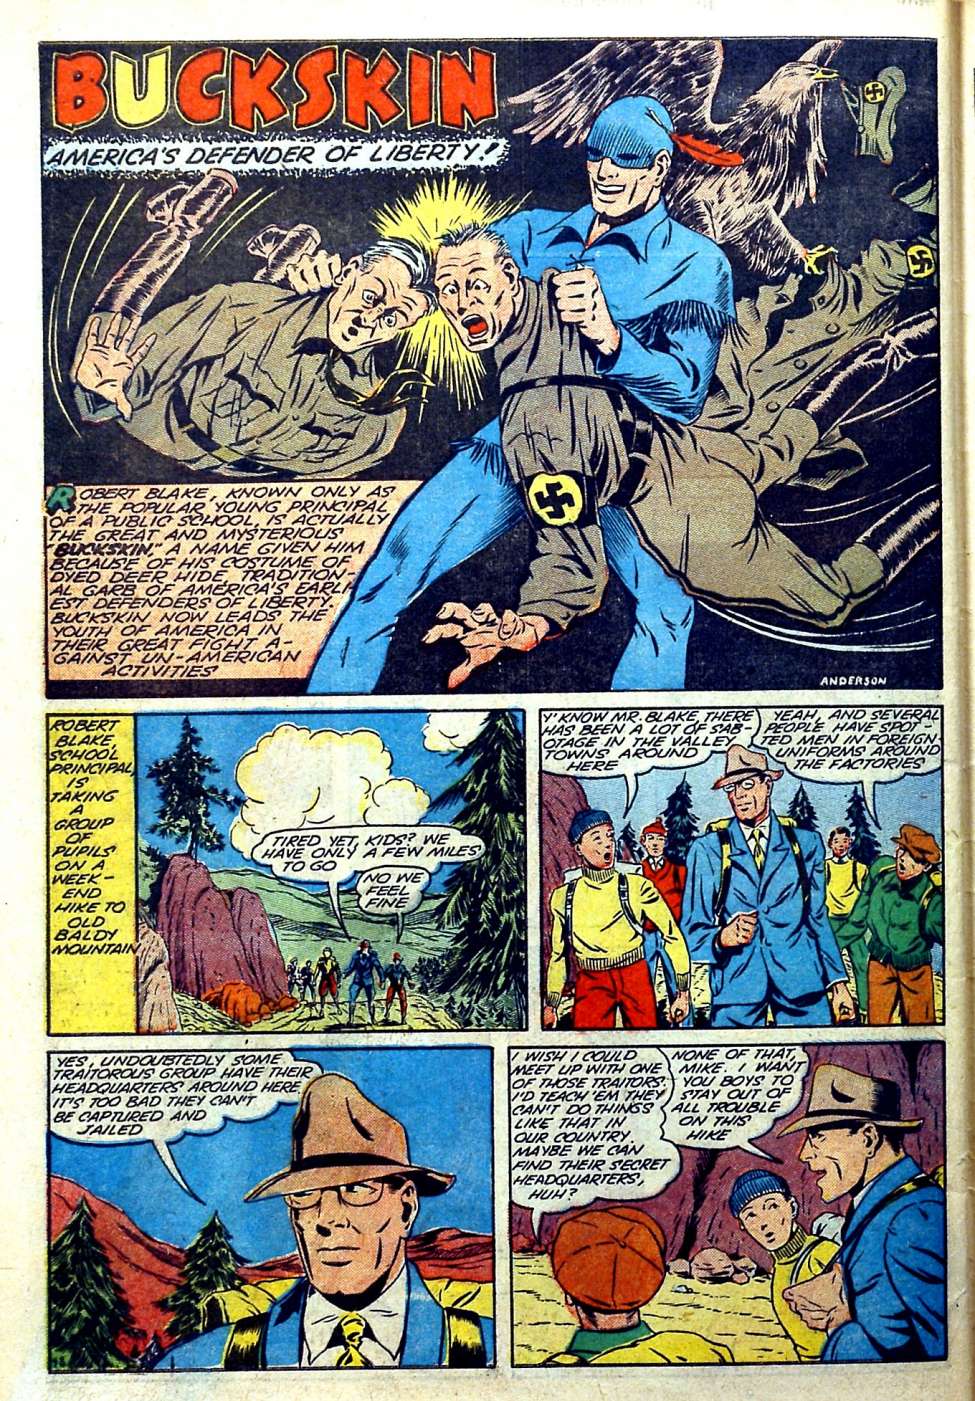 BUCKSKIN
AMERICA'S DEFENDER OF LIBERTY!
ROBERT BLAKE, KNOWN ONLY AS
THE POPULAR YOUNG PRINCIPAL
OF A PUBLIC SCHOOL, IS ACTUALLY
THE GREAT AND MYSTERIOUS
"BUCKSKIN," A NAME GIVEN HIM
BECAUSE OF HIS COSTUME OF
DYED DEER HIDE, TRADITION-
AL GARB OF AMERICA'S EARL-
EST DEFENDERS OF LIBERTY.
BUCKSKIN NOW LEADS THE
YOUTH OF AMERICA IN
THEIR GREAT FIGHT A-
GAINST UN-AMERICAN
ACTIVITIES
ANDERSON
ROBERT
BLAKE
SCHOOL
PRINCIPAL,
IS
TAKING
A
GROUP
OF
PUPILS
ON A
WEEK-
END
HIKE TO
OLD
BALDY
MOUNTAIN
TIRED YET, KIDS? WE
HAVE ONLY A FEW MILES
TO GO
NO WE
FEEL
FINE
Y'KNOW MR. BLAKE, THERE
HAS BEEN A LOT OF SAB-
OTAGE IN THE VALLEY
TOWNS AROUND
HERE
YEAH, AND SEVERAL
PEOPLE HAVE SPOT-
TED MEN IN FOREIGN
UNIFORMS AROUND
THE FACTORIES
YES, UNDOUBTEDLY SOME
TRAITOROUS GROUP HAVE THEIR
HEADQUARTERS AROUND HERE
IT'S TOO BAD THEY CAN'T
BE CAPTURED AND
JAILED
I WISH I COULD
MEET UP WITH ONE
OF THOSE TRAITORS.
I'D TEACH 'EM THEY
CAN'T DO THINGS
LIKE THAT IN
OUR COUNTRY.
MAYBE WE CAN
FIND THEIR SECRET
HEADQUARTERS,
HUH?
NONE OF THAT,
MIKE. I WANT
YOU BOYS TO
STAY OUT OF
ALL TROUBLE
ON THIS
HIKE